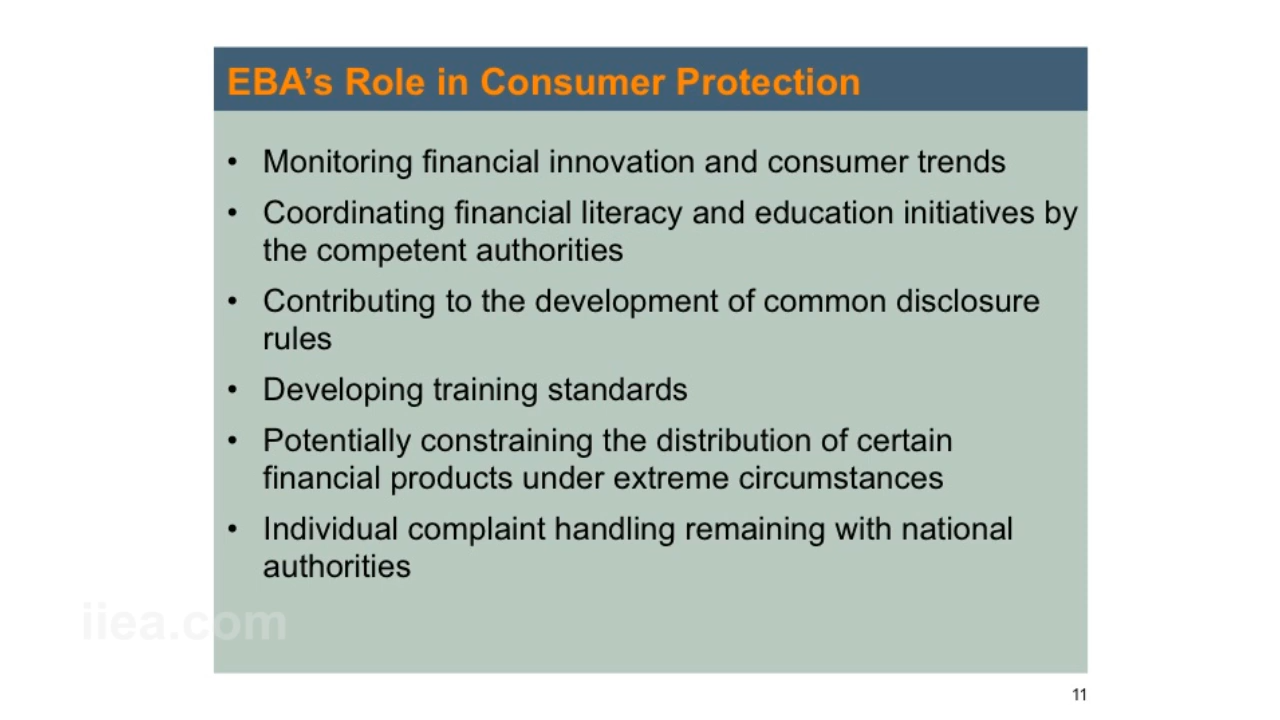 EBA’s Role in Consumer Protection
• Monitoring financial innovation and consumer trends
• Coordinating financial literacy and education initiatives by
the competent authorities
• Contributing to the development of common disclosure
rules
• Developing training standards
• Potentially constraining the distribution of certain
financial products under extreme circumstances
• Individual complaint handling remaining with national
authorities
iiea.com
11